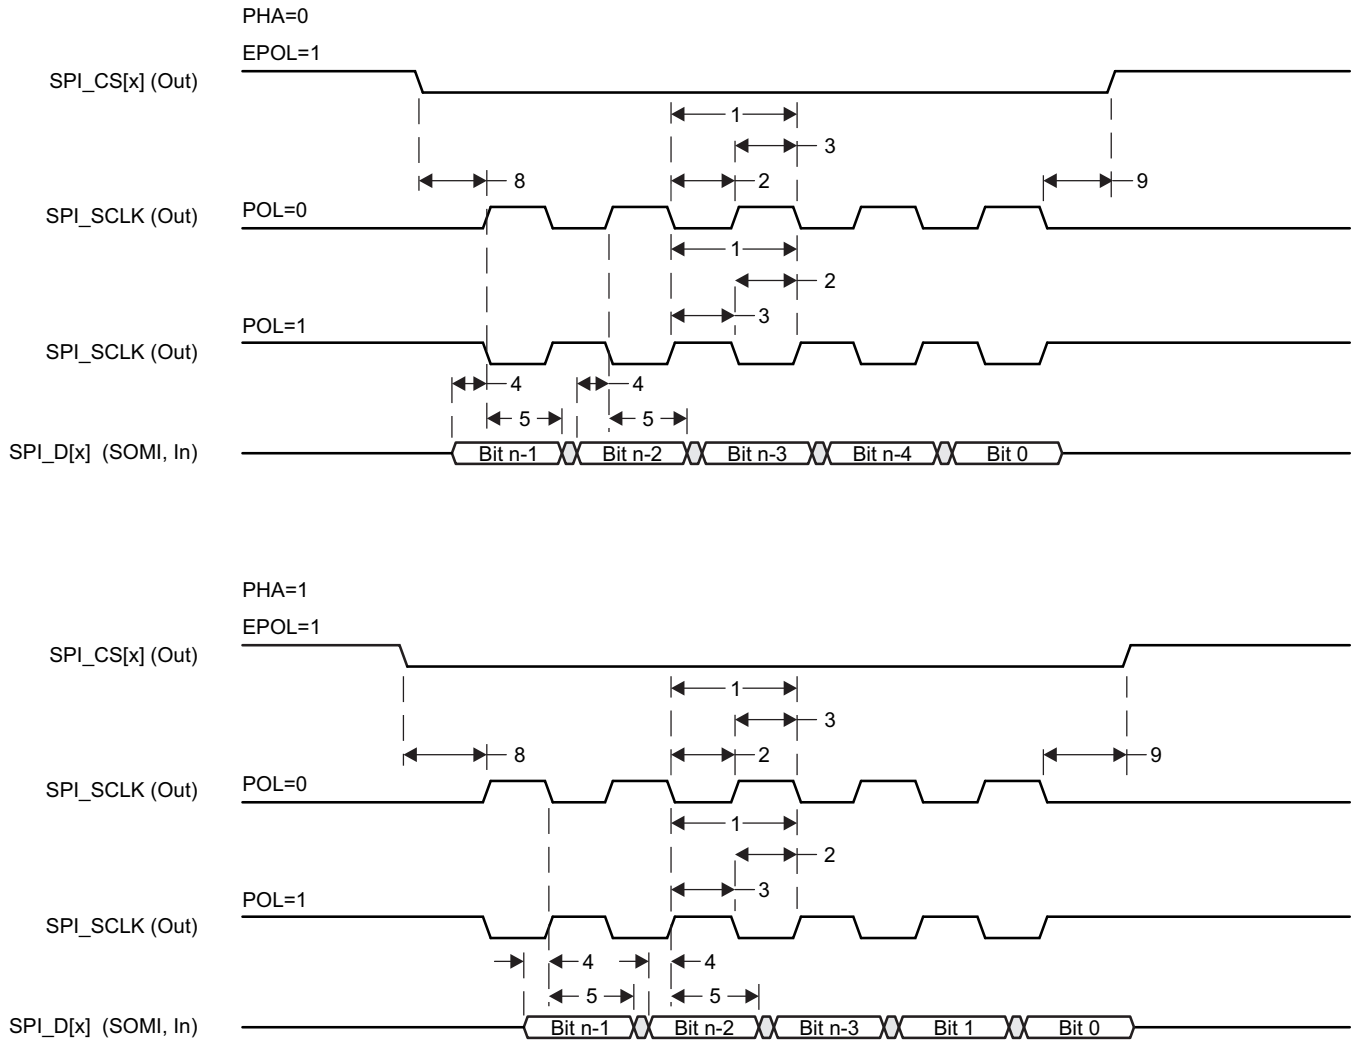 PHA=0
EPOL=1
SPI_CS[x] (Out)
1
3
8
2
9
SPI_SCLK (Out)
POL=0
1
2
3
POL=1
SPI_SCLK (Out)
4
4
5
5
SPI_D[x] (SOMI, In)
Bit n-1
Bit n-2
Bit n-3
Bit n-4
Bit 0
PHA=1
EPOL=1
SPI_CS[x] (Out)
1
3
8
2
9
SPI_SCLK (Out)
POL=0
1
2
3
POL=1
SPI_SCLK (Out)
4
4
5
5
SPI_D[x] (SOMI, In)
Bit n-1
Bit n-2
Bit n-3
Bit 1
Bit 0